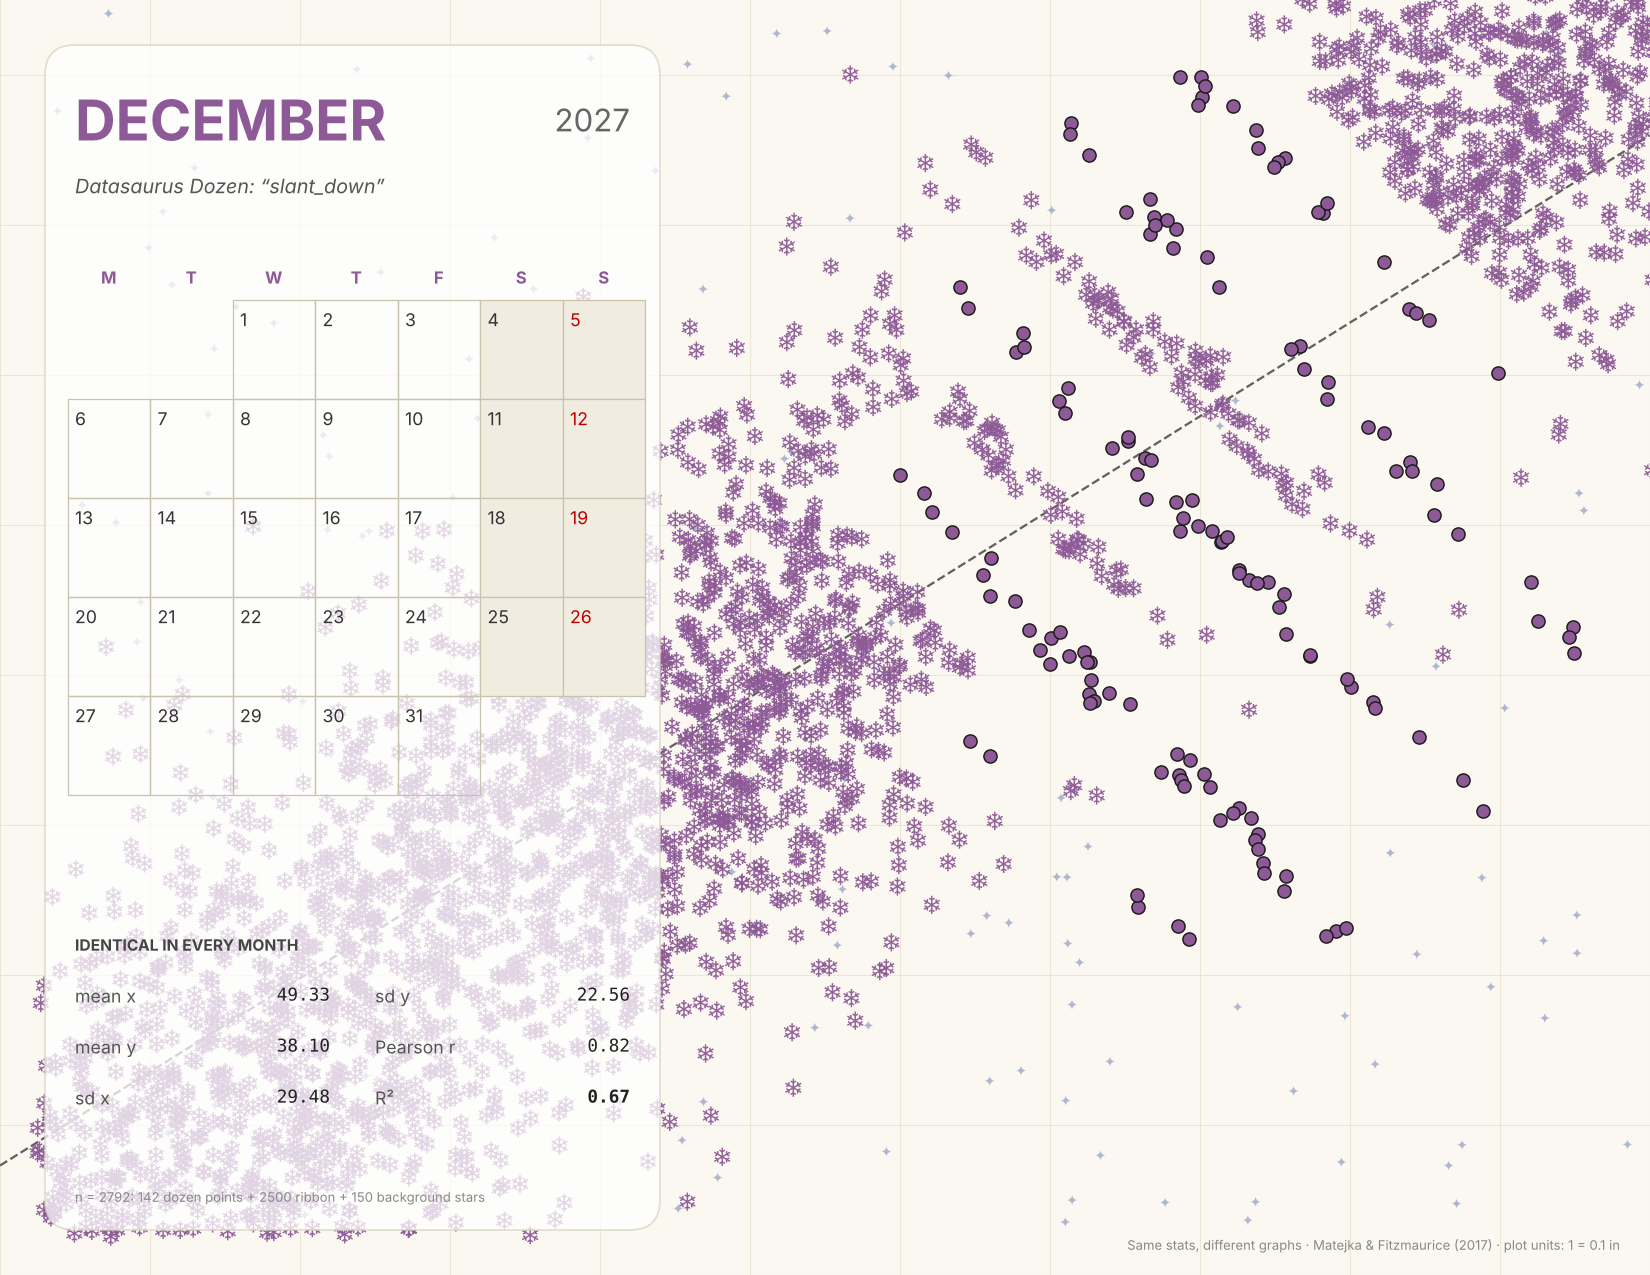 DECEMBER 2027
Datasaurus Dozen: “slant_down”
M T W T F S S
1 2 3 4 5
6 7 8 9 10 11 12
13 14 15 16 17 18 19
20 21 22 23 24 25 26
27 28 29 30 31
IDENTICAL IN EVERY MONTH
mean x 49.33 sd y 22.56
mean y 38.10 Pearson r 0.82
sd x 29.48 R² 0.67
n = 2792: 142 dozen points + 2500 ribbon + 150 background stars
Same stats, different graphs · Matejka & Fitzmaurice (2017) · plot units: 1 = 0.1 in